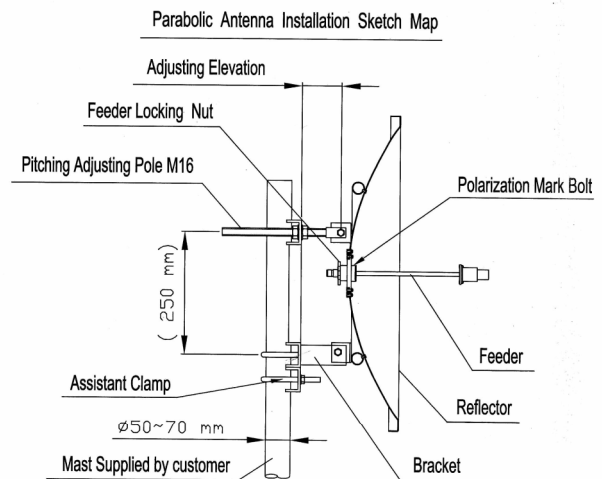 Parabolic Antenna Installation Sketch Map
Adjusting Elevation
Feeder Locking Nut
Pitching Adjusting Pole M16
Polarization Mark Bolt
( 250 mm)
Feeder
Assistant Clamp
Reflector
ø50~70 mm
Mast Supplied by customer
Bracket